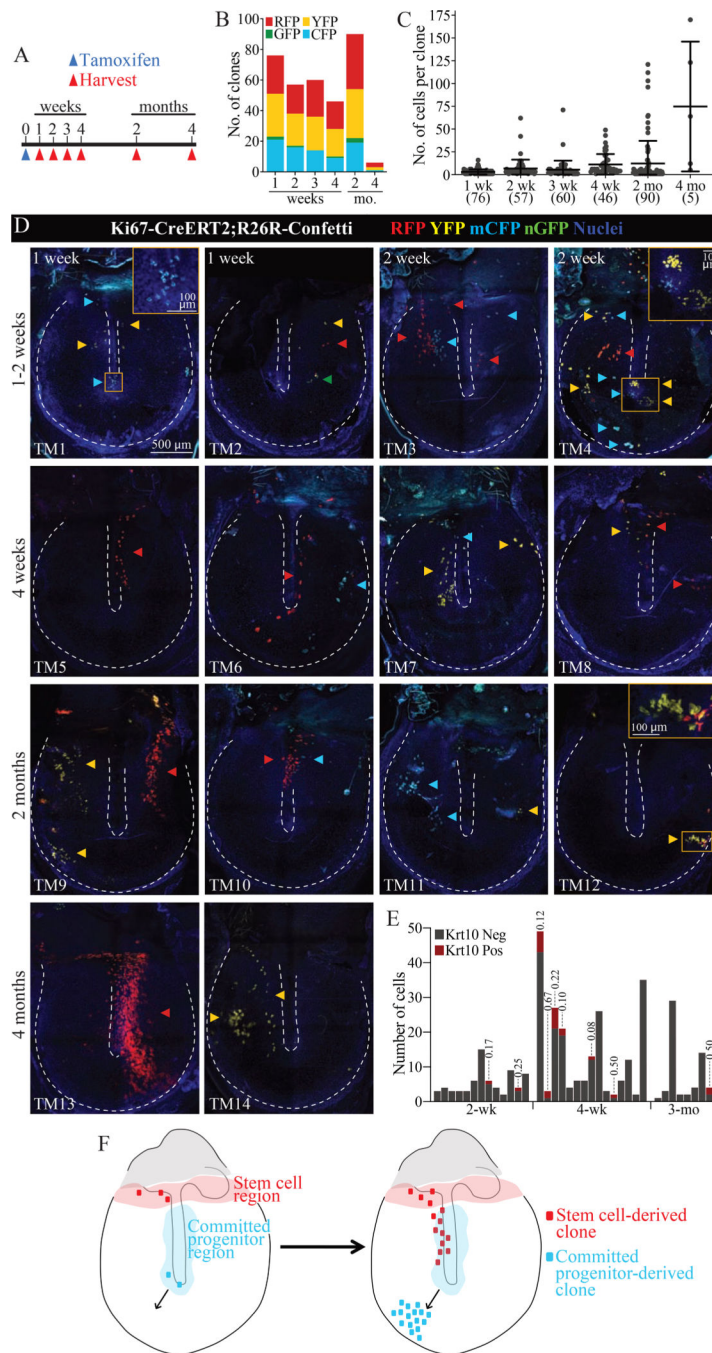 A
Tamoxifen
Harvest
weeks months
0 1 2 3 4 2 4
B
No. of clones
100
80
60
40
20
0
RFP YFP
GFP CFP
1 2 3 4 2 4
weeks mo.
C
No. of cells per clone
175
150
125
100
75
50
25
0
1 wk 2 wk 3 wk 4 wk 2 mo 4 mo
(76) (57) (60) (46) (90) (5)
D
Ki67-CreERT2;R26R-Confetti RFP YFP mCFP nGFP Nuclei
1-2 weeks
1 week 1 week 2 week 2 week
100
µm
µm
500 µm
TM1 TM2 TM3 TM4
4 weeks
TM5 TM6 TM7 TM8
2 months
100 µm
TM9 TM10 TM11 TM12
4 months
TM13 TM14
E
Number of cells
50
40
30
20
10
0
Krt10 Neg
Krt10 Pos
0.17
0.25
0.12
0.67
0.22
0.10
0.08
0.50
0.50
2-wk 4-wk 3-mo
F
Stem cell
region
Committed
progenitor
region
Stem cell-derived
clone
Committed
progenitor-derived
clone